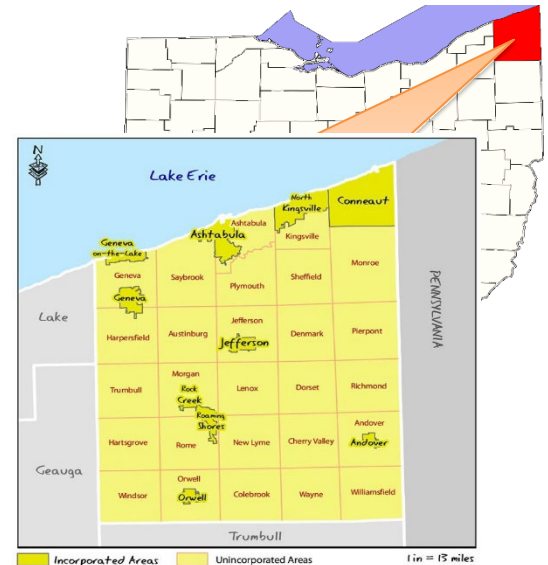 N
Lake Erie
North
Kingsville
Conneaut
Geneva
on-the-Lake
Ashtabula
Ashtabula
Kingsville
Geneva
Saybrook
Plymouth
Sheffield
Monroe
Geneva
PENNSYLVANIA
Lake
Harpersfield
Austinburg
Jefferson
Jefferson
Denmark
Pierpont
Trumbull
Morgan
Rock
Creek
Lenox
Dorset
Richmond
Roaming
Shores
Hartsgrove
Rome
New Lyme
Cherry Valley
Andover
Andover
Geauga
Windsor
Orwell
Orwell
Colebrook
Wayne
Williamsfield
Trumbull
Incorporated Areas
Unincorporated Areas
1 in = 13 miles